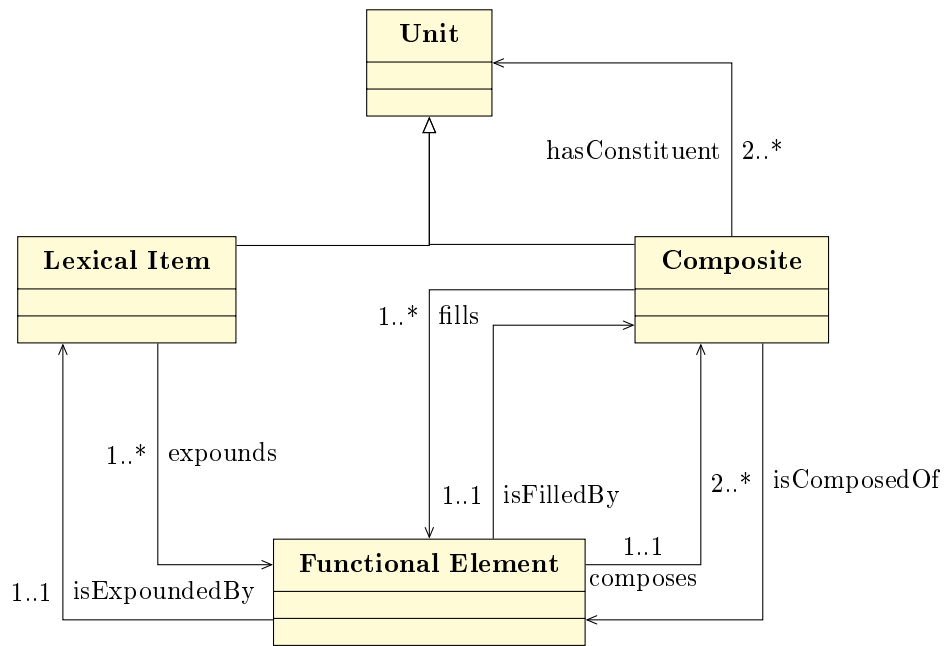 Unit
hasConstituent 2..*
Lexical Item
Composite
1..* fills
1..* expounds
2..* isComposedOf
1..1 isFilledBy
1..1
composes
Functional Element
1..1 isExpoundedBy